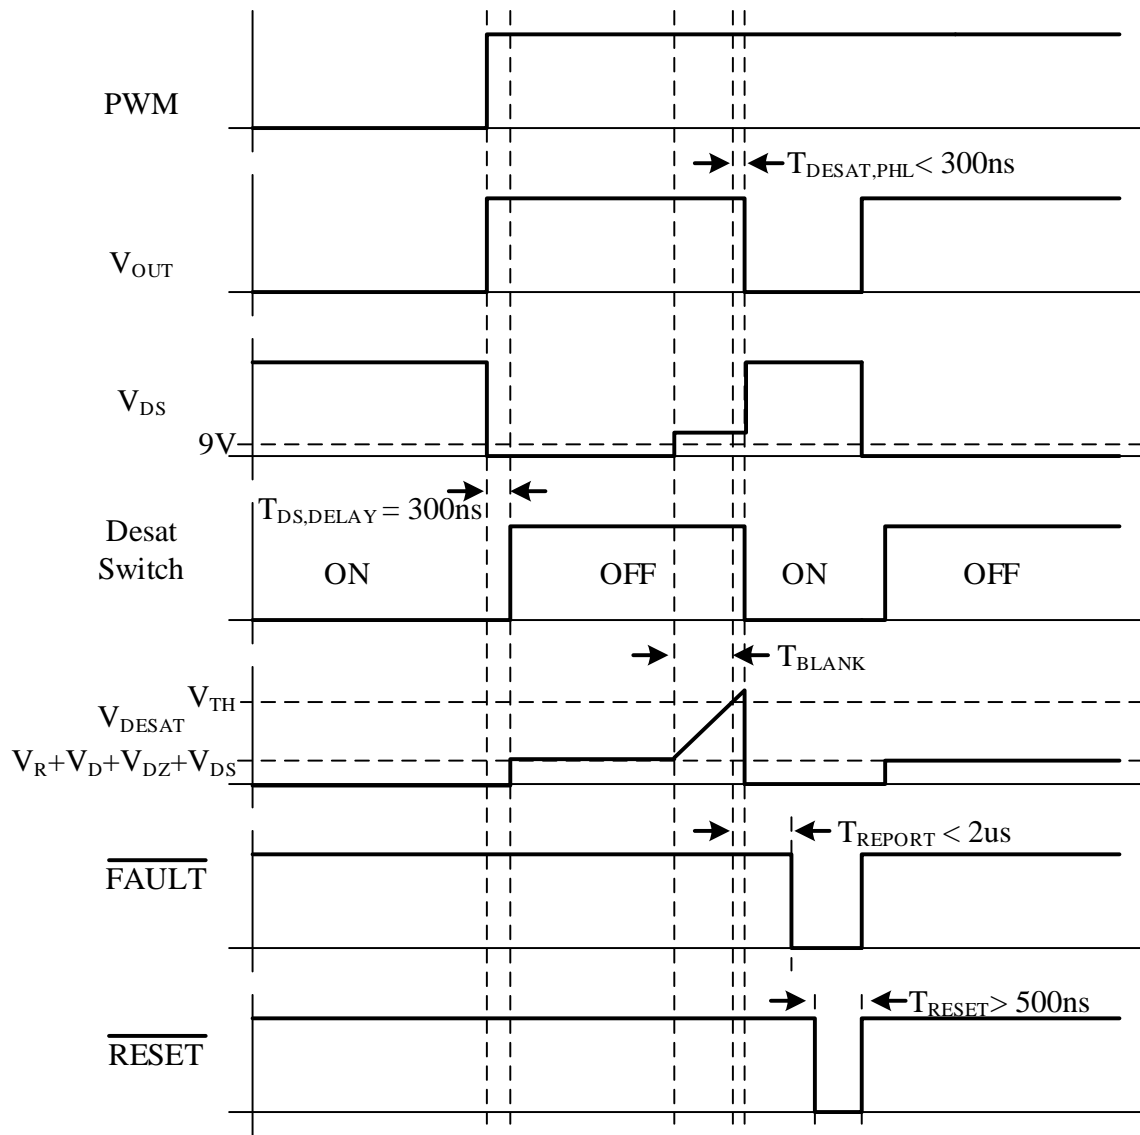 PWM
T_DESAT,PHL < 300ns
V_OUT
V_DS
9V
T_DS,DELAY = 300ns
Desat
Switch
ON OFF ON OFF
T_BLANK
V_TH
V_DESAT
V_R+V_D+V_DZ+V_DS
T_REPORT < 2us
FAULT
T_RESET > 500ns
RESET